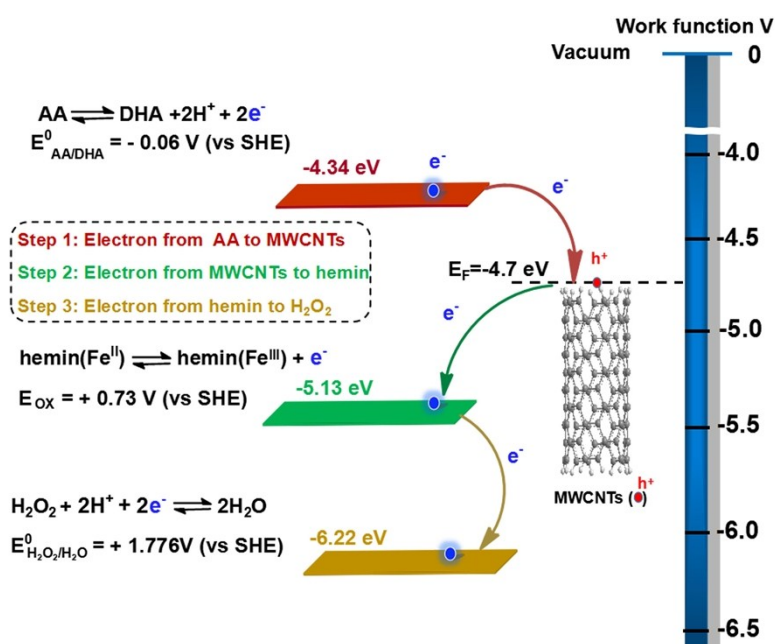 Work function V
Vacuum
0
AA ⇌ DHA +2H⁺ + 2e⁻
E⁰AA/DHA = - 0.06 V (vs SHE)
-4.34 eV
e⁻
e⁻
-4.0
Step 1: Electron from AA to MWCNTs
Step 2: Electron from MWCNTs to hemin
Step 3: Electron from hemin to H₂O₂
-4.5
h⁺
E_F=-4.7 eV
e⁻
-5.0
hemin(Feᴵᴵ) ⇌ hemin(Feᴵᴵᴵ) + e⁻
E_OX = + 0.73 V (vs SHE)
-5.13 eV
-5.5
e⁻
h⁺
MWCNTs ( )
H₂O₂ + 2H⁺ + 2e⁻ ⇌ 2H₂O
E⁰H₂O₂/H₂O = + 1.776V (vs SHE)
-6.22 eV
-6.0
-6.5